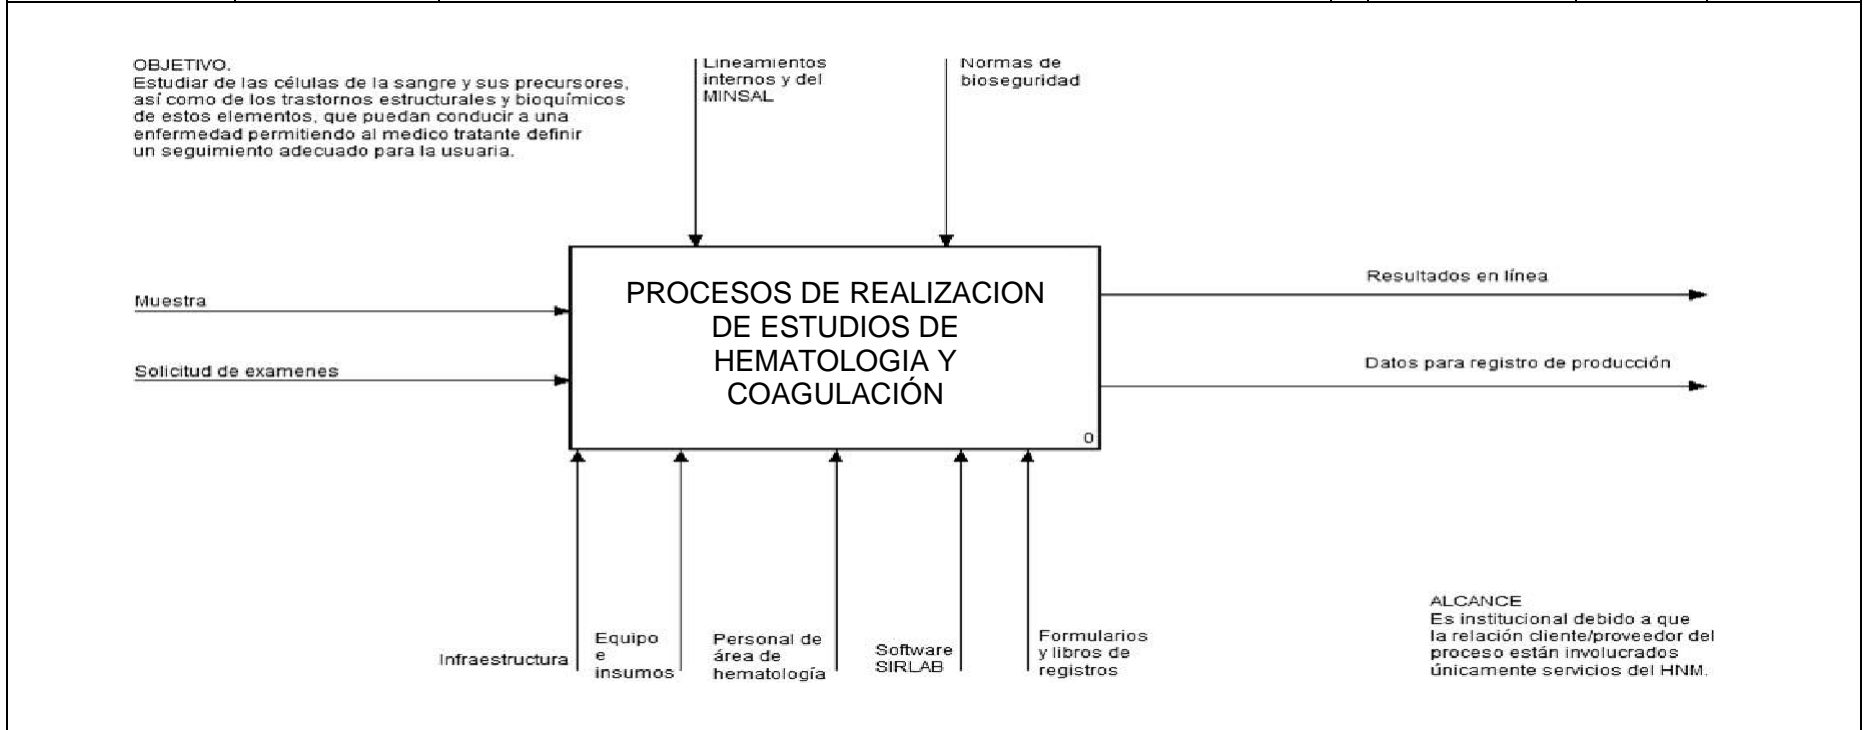 OBJETIVO.
Estudiar de las células de la sangre y sus precursores,
así como de los trastornos estructurales y bioquímicos
de estos elementos, que puedan conducir a una
enfermedad permitiendo al medico tratante definir
un seguimiento adecuado para la usuaria.
Lineamientos
internos y del
MINSAL
Normas de
bioseguridad
Muestra
Solicitud de examenes
PROCESOS DE REALIZACION
DE ESTUDIOS DE
HEMATOLOGIA Y
COAGULACIÓN
0
Resultados en línea
Datos para registro de producción
Infraestructura
Equipo
e
insumos
Personal de
área de
hematología
Software
SIRLAB
Formularios
y libros de
registros
ALCANCE
Es institucional debido a que
la relación cliente/proveedor del
proceso están involucrados
únicamente servicios del HNM.